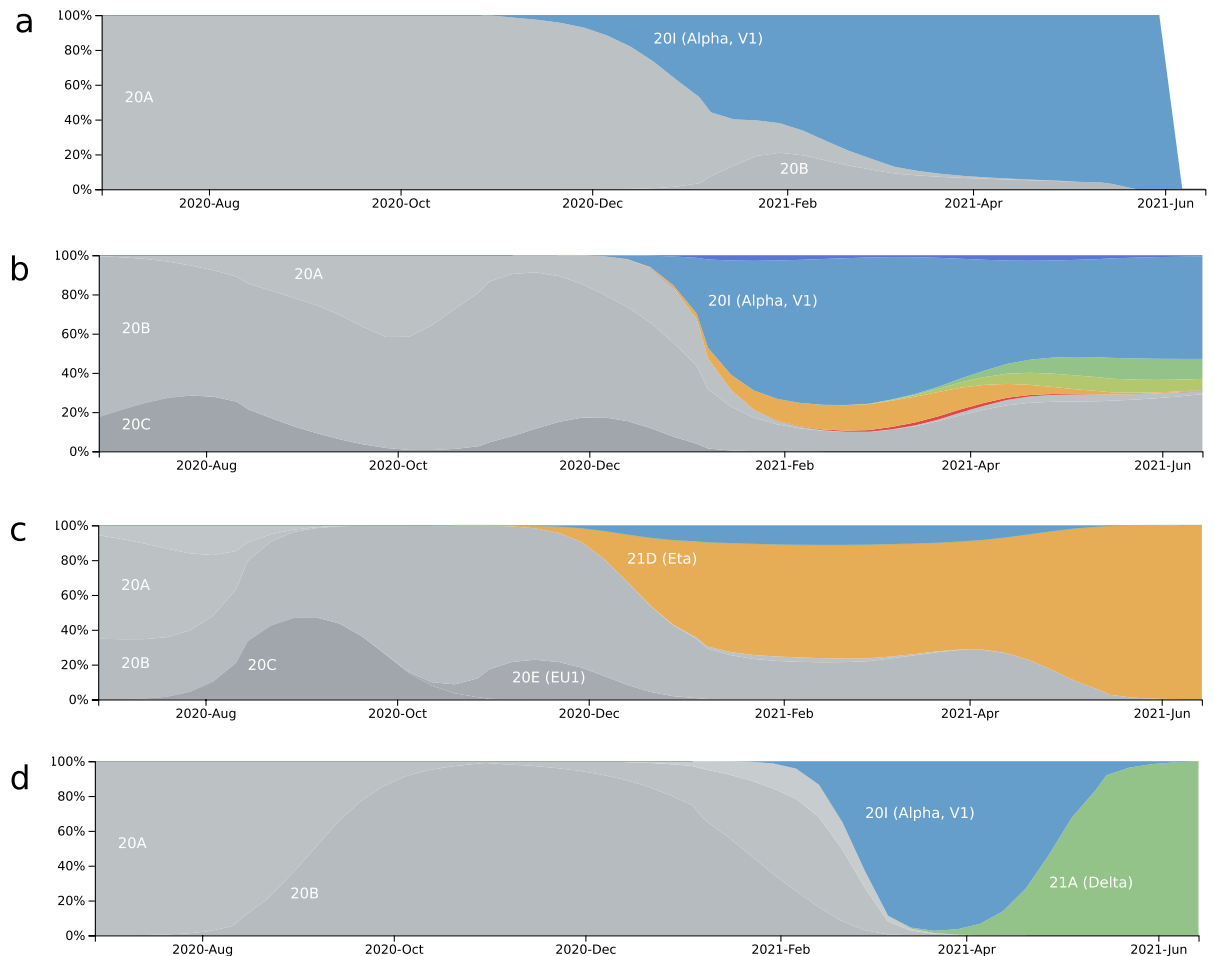 a
100%
20I (Alpha, V1)
80%
60%
20A
40%
20%
20B
0%
2020-Aug 2020-Oct 2020-Dec 2021-Feb 2021-Apr 2021-Jun
b
100%
20A
80%
20I (Alpha, V1)
20B
60%
40%
20C
20%
0%
2020-Aug 2020-Oct 2020-Dec 2021-Feb 2021-Apr 2021-Jun
c
100%
21D (Eta)
80%
20A
60%
40%
20B
20C
20%
20E (EU1)
0%
2020-Aug 2020-Oct 2020-Dec 2021-Feb 2021-Apr 2021-Jun
d
100%
80%
20I (Alpha, V1)
20A
60%
40%
20B
21A (Delta)
20%
0%
2020-Aug 2020-Oct 2020-Dec 2021-Feb 2021-Apr 2021-Jun